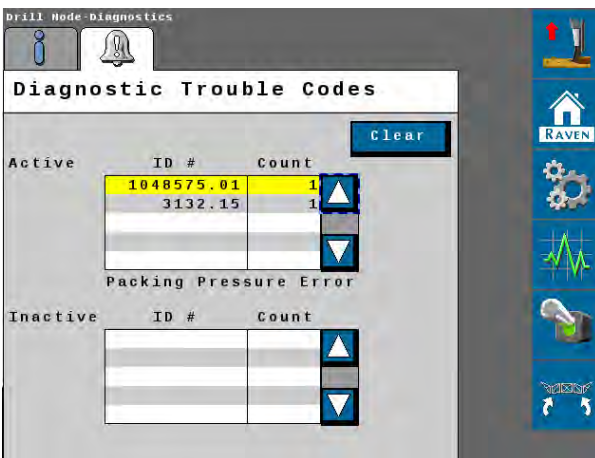 Drill Node-Diagnostics
Diagnostic Trouble Codes
Clear
Active ID # Count
1048575.01 1
3132.15 1
Packing Pressure Error
Inactive ID # Count
RAVEN